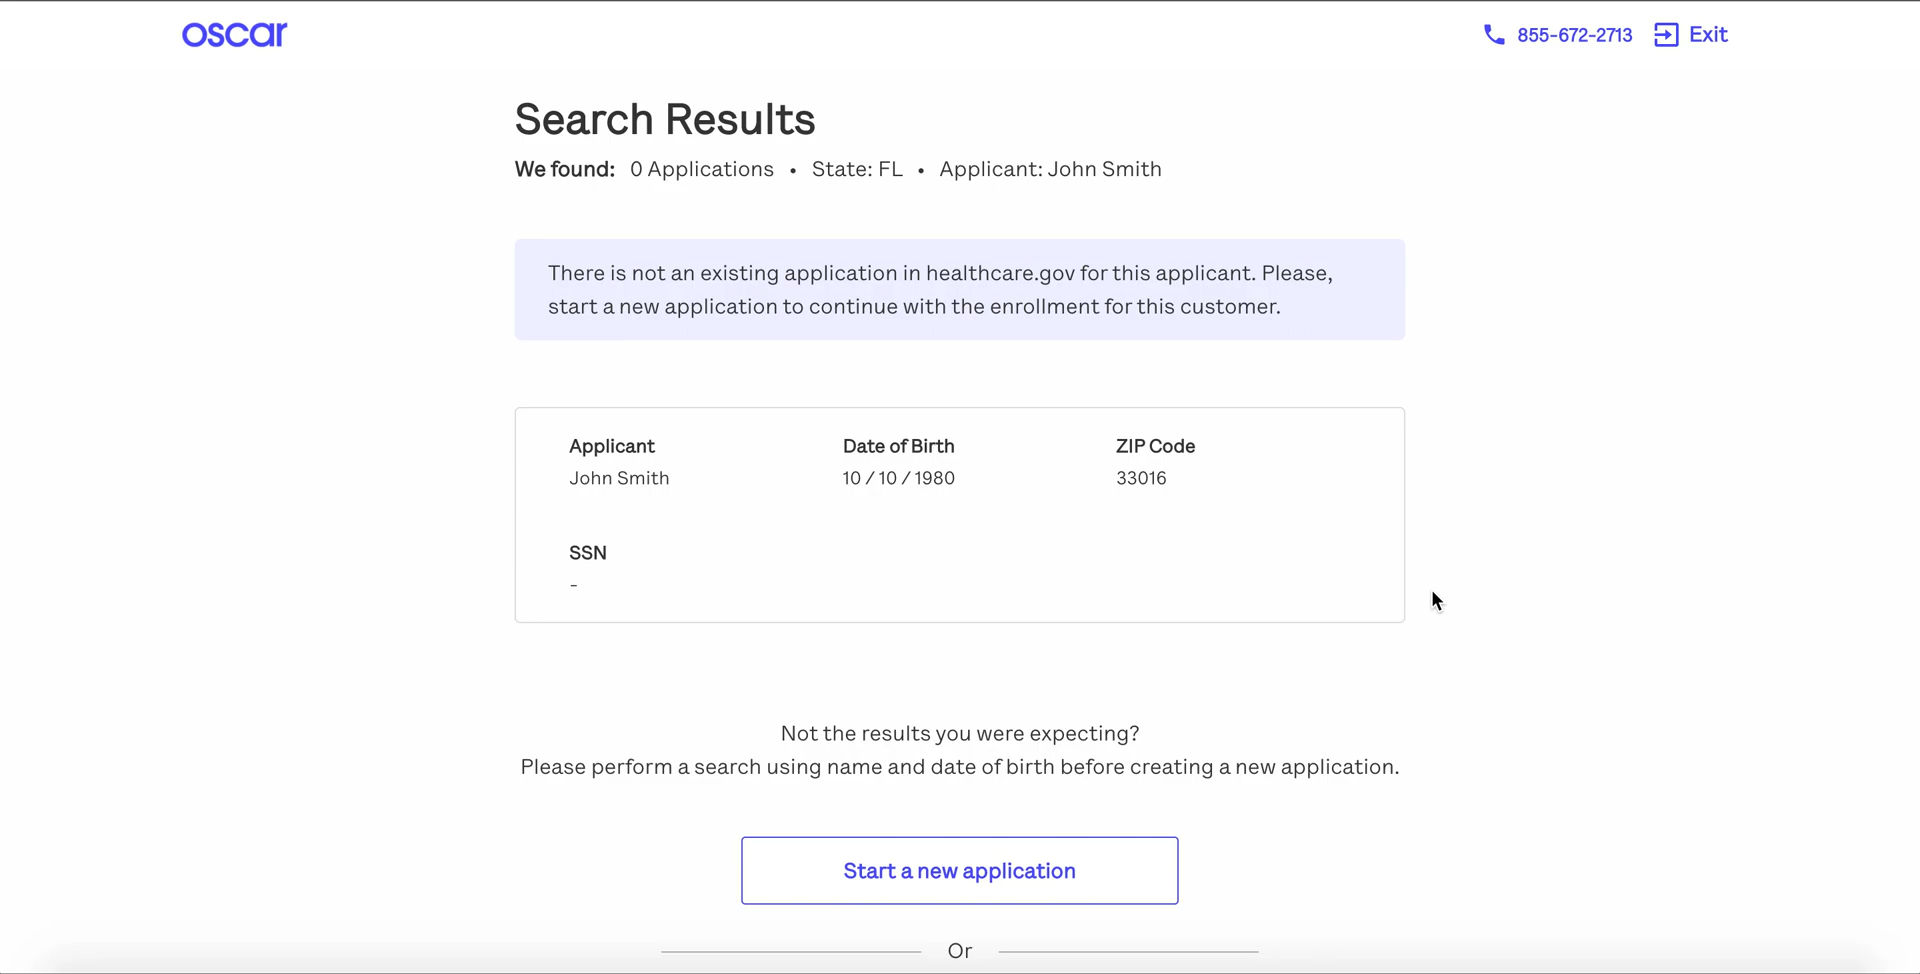 oscar
855-672-2713 Exit
Search Results
We found: 0 Applications • State: FL • Applicant: John Smith
There is not an existing application in healthcare.gov for this applicant. Please,
start a new application to continue with the enrollment for this customer.
Applicant Date of Birth ZIP Code
John Smith 10 / 10 / 1980 33016
SSN
-
Not the results you were expecting?
Please perform a search using name and date of birth before creating a new application.
Start a new application
Or